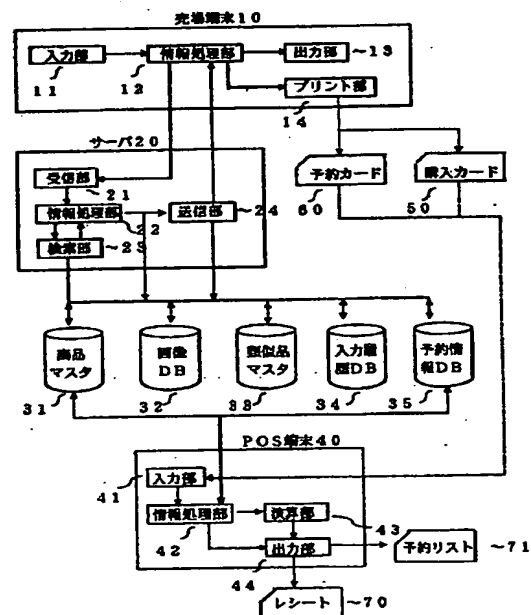 売場端末10
入力部
情報処理部
出力部
~13
11
12
プリント部
14
サーバ20
受信部
21
予約カード
購入カード
情報処理部
22
送信部
~24
60
50
検索部
~23
商品マスタ
画像DB
類似品マスタ
入力履歴DB
予約情報DB
31
32
33
34
35
POS端末40
41
入力部
情報処理部
演算部
43
42
出力部
予約リスト
~71
44
レシート
~70